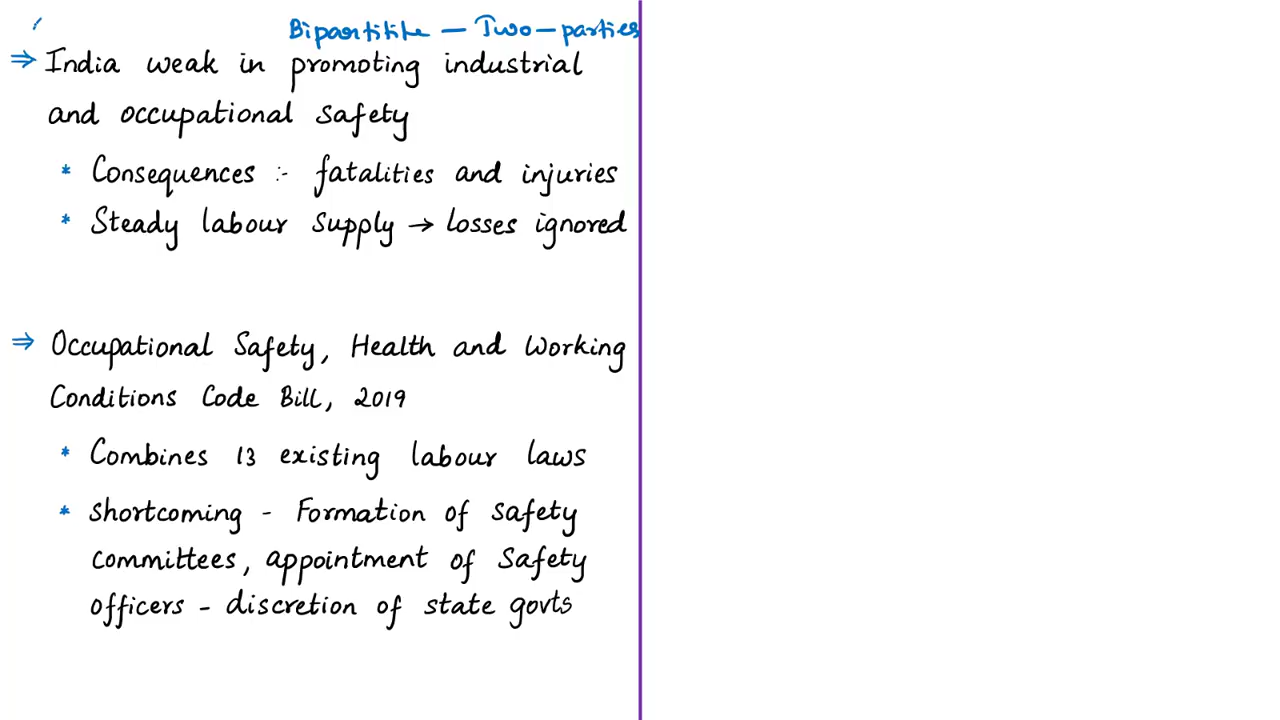 Bipartitite — Two-parties
⇒ India weak in promoting industrial
and occupational safety
* Consequences :- fatalities and injuries
* Steady labour supply → losses ignored
⇒ Occupational Safety, Health and Working
Conditions Code Bill, 2019
* Combines 13 existing labour laws
* Shortcoming - Formation of safety
committees, appointment of safety
officers - discretion of state govts